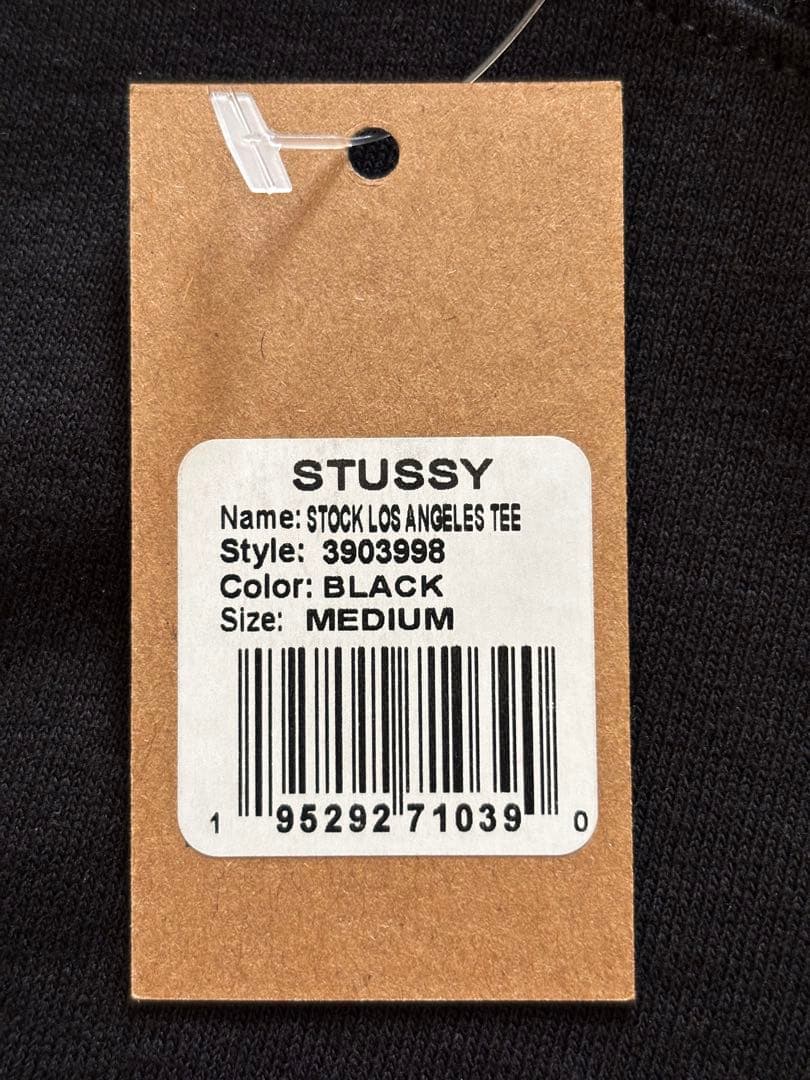 STUSSY
Name: STOCK LOS ANGELES TEE
Style: 3903998
Color: BLACK
Size: MEDIUM
1 95292 71039 0